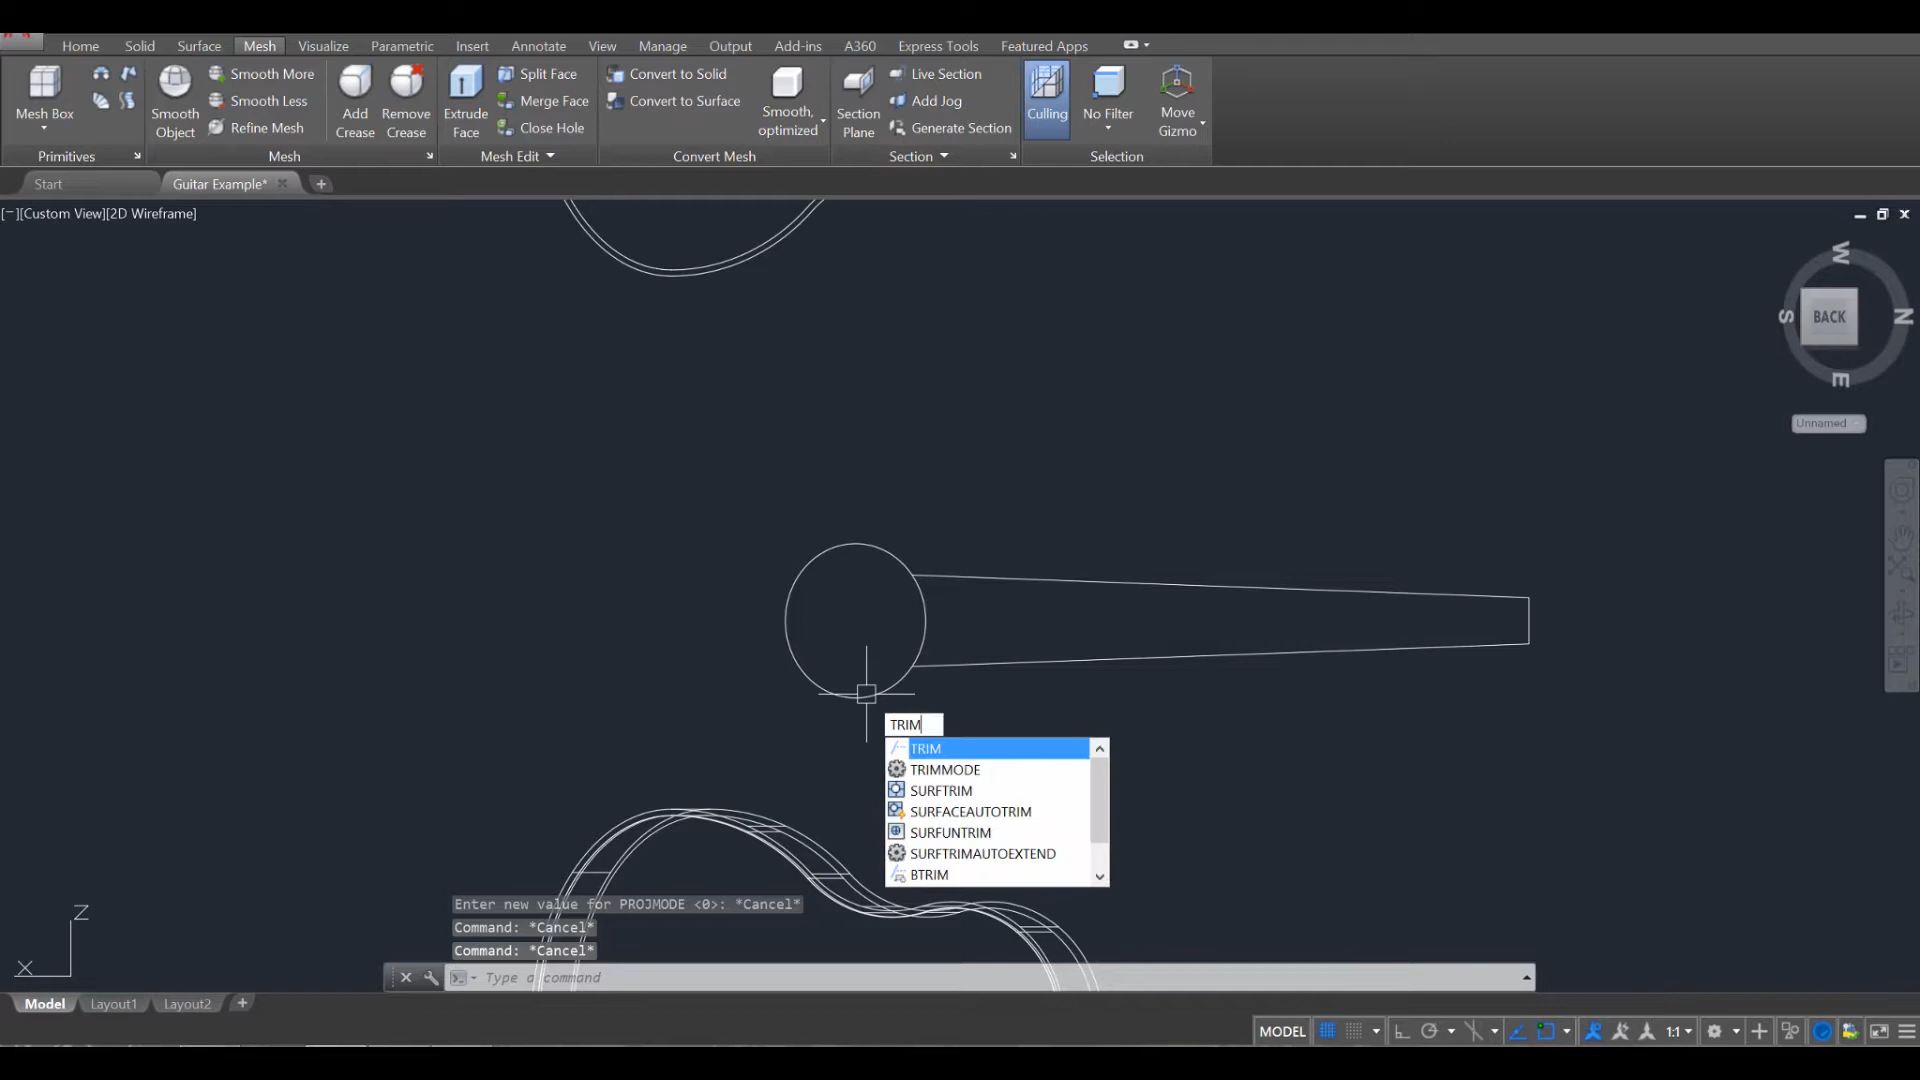 Home Solid Surface Mesh Visualize Parametric Insert Annotate View Manage Output Add-ins A360 Express Tools Featured Apps
Mesh Box
Smooth Object
Smooth More
Smooth Less
Refine Mesh
Add Crease
Remove Crease
Extrude Face
Split Face
Merge Face
Close Hole
Convert to Solid
Convert to Surface
Smooth, optimized
Section Plane
Live Section
Add Jog
Generate Section
Culling
No Filter
Move Gizmo
Primitives Mesh Mesh Edit Convert Mesh Section Selection
Start Guitar Example*
[−][Custom View][2D Wireframe]
W
S BACK N
E
Unnamed
TRIM
TRIM
TRIMMODE
SURFTRIM
SURFACEAUTOTRIM
SURFUNTRIM
SURFTRIMAUTOEXTEND
BTRIM
Enter new value for PROJMODE <0>: *Cancel*
Command: *Cancel*
Command: *Cancel*
Z
X
Type a command
Model Layout1 Layout2
MODEL 1:1